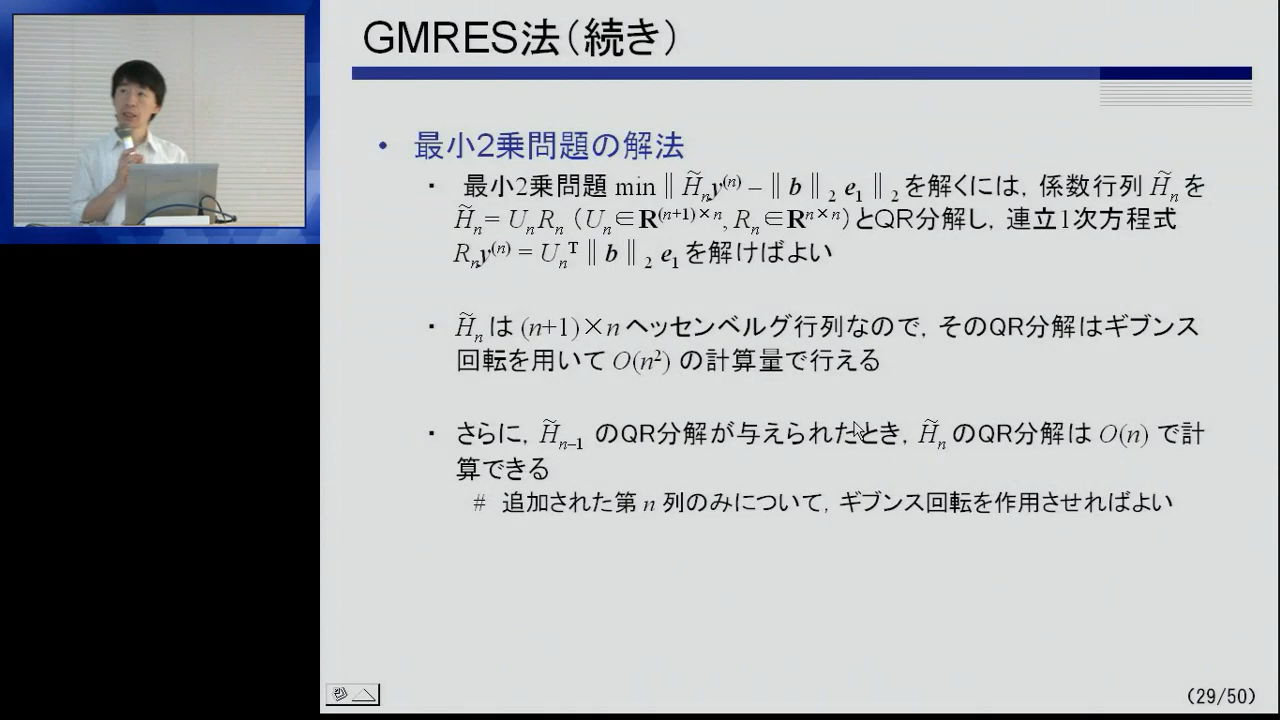 GMRES法(続き)
• 最小2乗問題の解法
・ 最小2乗問題 min‖H̃ₙy⁽ⁿ⁾ – ‖b‖₂ e₁‖₂を解くには, 係数行列 H̃ₙを
H̃ₙ= UₙRₙ (Uₙ∈R⁽ⁿ⁺¹⁾ˣⁿ, Rₙ∈Rⁿˣⁿ)とQR分解し, 連立1次方程式
Rₙy⁽ⁿ⁾ = Uₙᵀ‖b‖₂ e₁を解けばよい
・ H̃ₙは (n+1)×n ヘッセンベルグ行列なので, そのQR分解はギブンス
回転を用いて O(n²) の計算量で行える
・ さらに, H̃ₙ₋₁ のQR分解が与えられたとき, H̃ₙのQR分解は O(n) で計
算できる
# 追加された第 n 列のみについて, ギブンス回転を作用させればよい
(29/50)